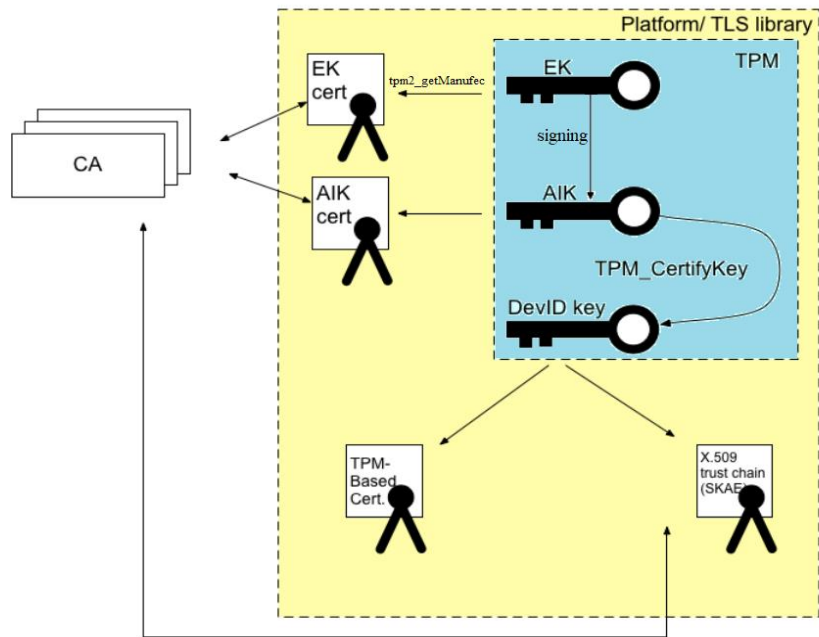 Platform/ TLS library
TPM
EK
cert
tpm2_getManufec
EK
signing
CA
AIK
cert
AIK
TPM_CertifyKey
DevID key
TPM-
Based
Cert.
X.509
trust chain
(SKAE)